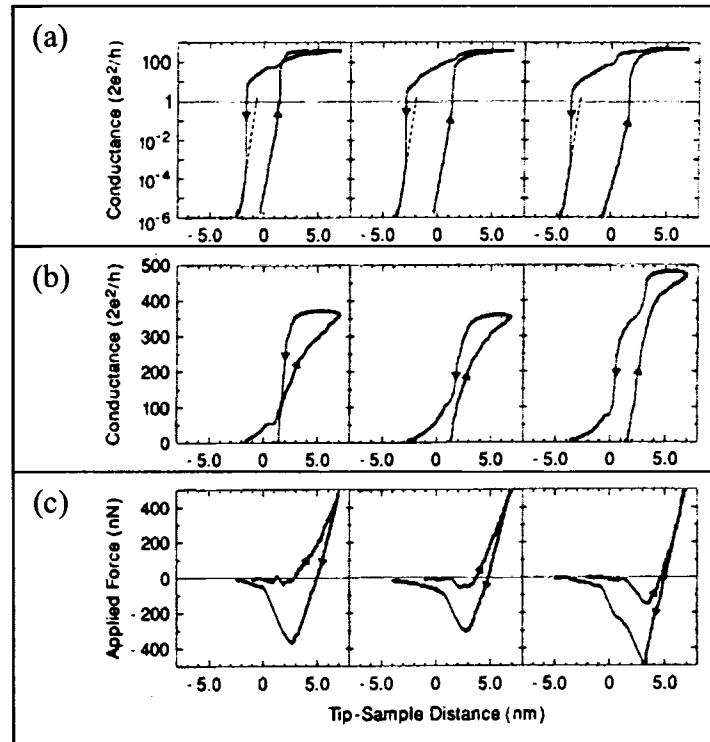 (a)
Conductance (2e²/h)
100
1
10⁻²
10⁻⁴
10⁻⁶
- 5.0 0 5.0 - 5.0 0 5.0 - 5.0 0 5.0
(b)
Conductance (2e²/h)
500
400
300
200
100
0
- 5.0 0 5.0 - 5.0 0 5.0 - 5.0 0 5.0
(c)
Applied Force (nN)
400
200
0
- 200
- 400
- 5.0 0 5.0 - 5.0 0 5.0 - 5.0 0 5.0
Tip-Sample Distance (nm)